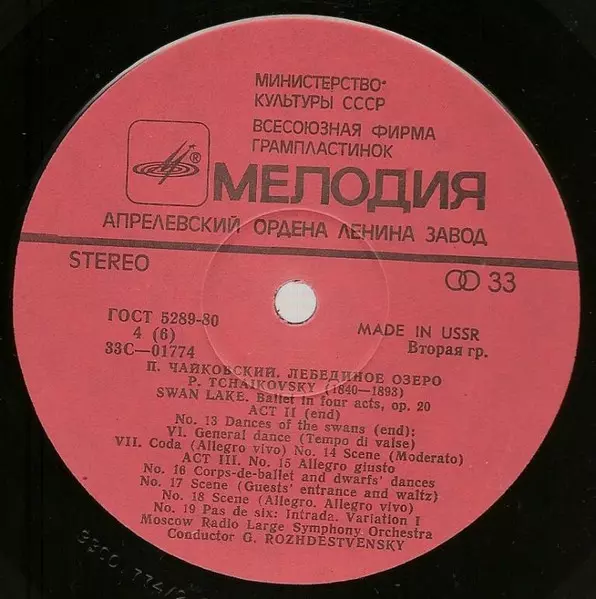 МИНИСТЕРСТВО
КУЛЬТУРЫ СССР
ВСЕСОЮЗНАЯ ФИРМА
ГРАМПЛАСТИНОК
®
МЕЛОДИЯ
АПРЕЛЕВСКИЙ ОРДЕНА ЛЕНИНА ЗАВОД
STEREO
33
ГОСТ 5289-80
4 (6)
33С—01774
MADE IN USSR
Вторая гр.
П. ЧАЙКОВСКИЙ. ЛЕБЕДИНОЕ ОЗЕРО
P. TCHAIKOVSKY (1840—1893)
SWAN LAKE. Ballet in four acts, op. 20
ACT II (end)
No. 13 Dances of the swans (end):
VI. General dance (Tempo di valse)
VII. Coda (Allegro vivo) No. 14 Scene (Moderato)
ACT III. No. 15 Allegro giusto
No. 16 Corps-de-ballet and dwarfs' dances
No. 17 Scene (Guests' entrance and waltz)
No. 18 Scene (Allegro. Allegro vivo)
No. 19 Pas de six: Intrada. Variation I
Moscow Radio Large Symphony Orchestra
Conductor G. ROZHDESTVENSKY